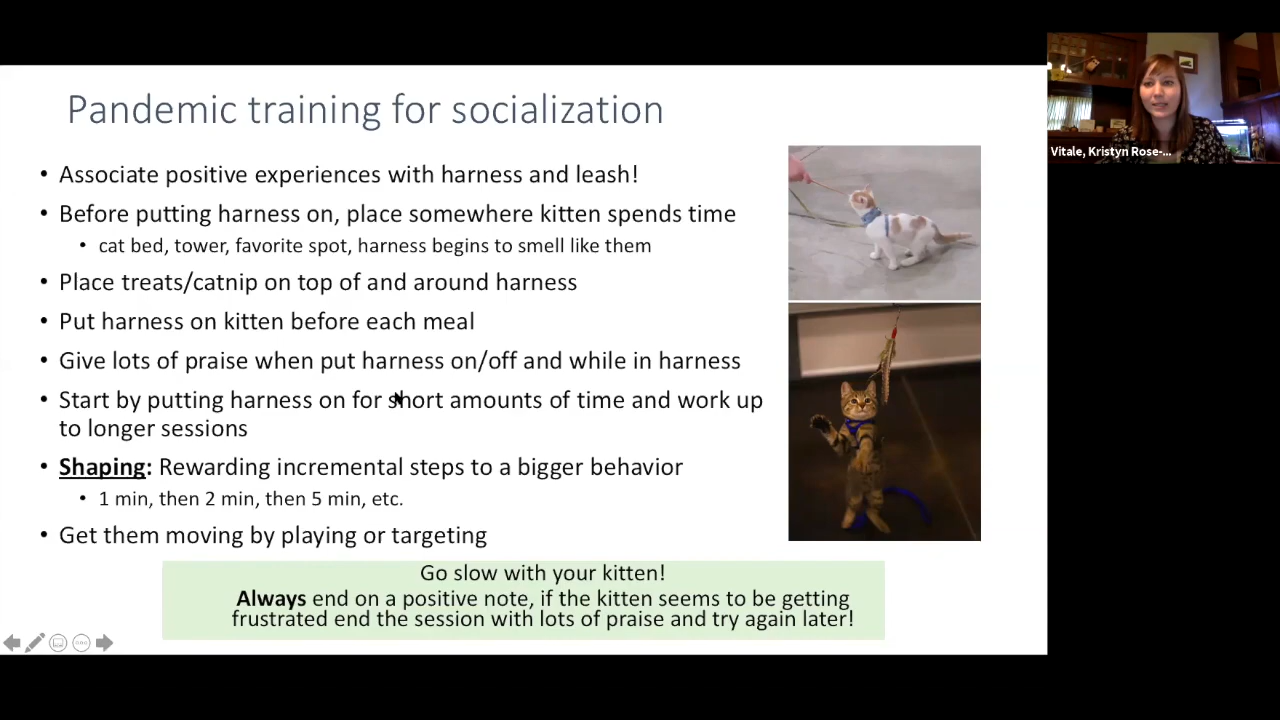 Pandemic training for socialization
• Associate positive experiences with harness and leash!
• Before putting harness on, place somewhere kitten spends time
• cat bed, tower, favorite spot, harness begins to smell like them
• Place treats/catnip on top of and around harness
• Put harness on kitten before each meal
• Give lots of praise when put harness on/off and while in harness
• Start by putting harness on for short amounts of time and work up
to longer sessions
• Shaping: Rewarding incremental steps to a bigger behavior
• 1 min, then 2 min, then 5 min, etc.
• Get them moving by playing or targeting
Go slow with your kitten!
Always end on a positive note, if the kitten seems to be getting
frustrated end the session with lots of praise and try again later!
Vitale, Kristyn Rose-...